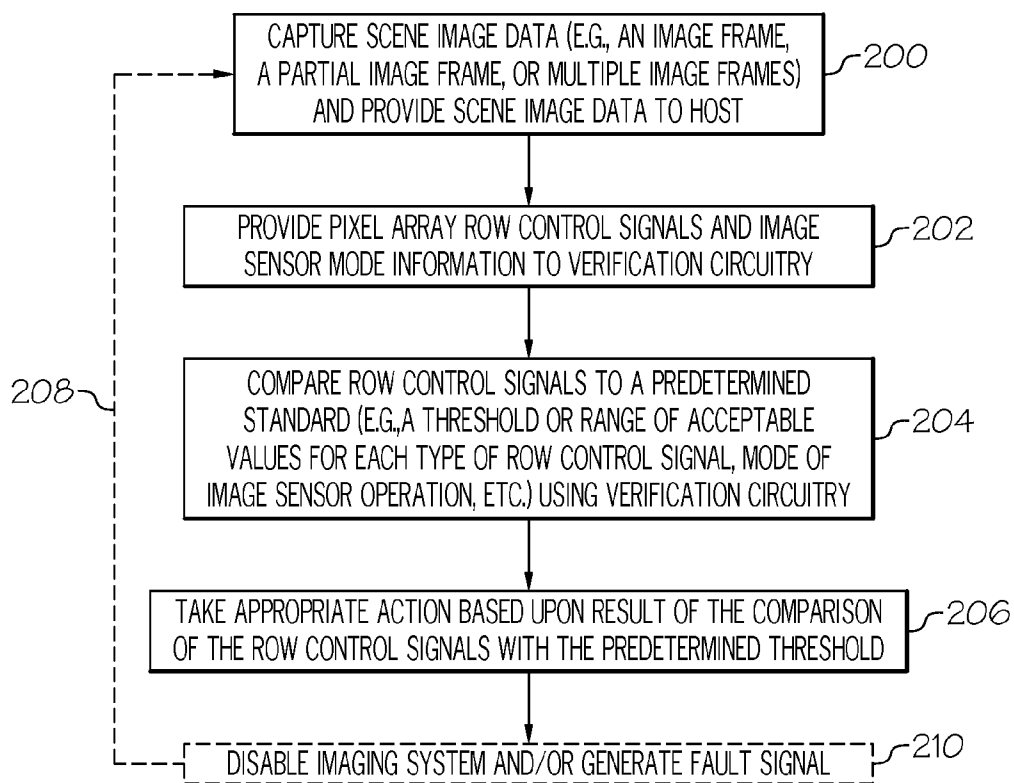 CAPTURE SCENE IMAGE DATA (E.G., AN IMAGE FRAME,
A PARTIAL IMAGE FRAME, OR MULTIPLE IMAGE FRAMES)
AND PROVIDE SCENE IMAGE DATA TO HOST
200
PROVIDE PIXEL ARRAY ROW CONTROL SIGNALS AND IMAGE
SENSOR MODE INFORMATION TO VERIFICATION CIRCUITRY
202
COMPARE ROW CONTROL SIGNALS TO A PREDETERMINED
STANDARD (E.G.,A THRESHOLD OR RANGE OF ACCEPTABLE
VALUES FOR EACH TYPE OF ROW CONTROL SIGNAL, MODE OF
IMAGE SENSOR OPERATION, ETC.) USING VERIFICATION CIRCUITRY
204
208
TAKE APPROPRIATE ACTION BASED UPON RESULT OF THE COMPARISON
OF THE ROW CONTROL SIGNALS WITH THE PREDETERMINED THRESHOLD
206
DISABLE IMAGING SYSTEM AND/OR GENERATE FAULT SIGNAL
210